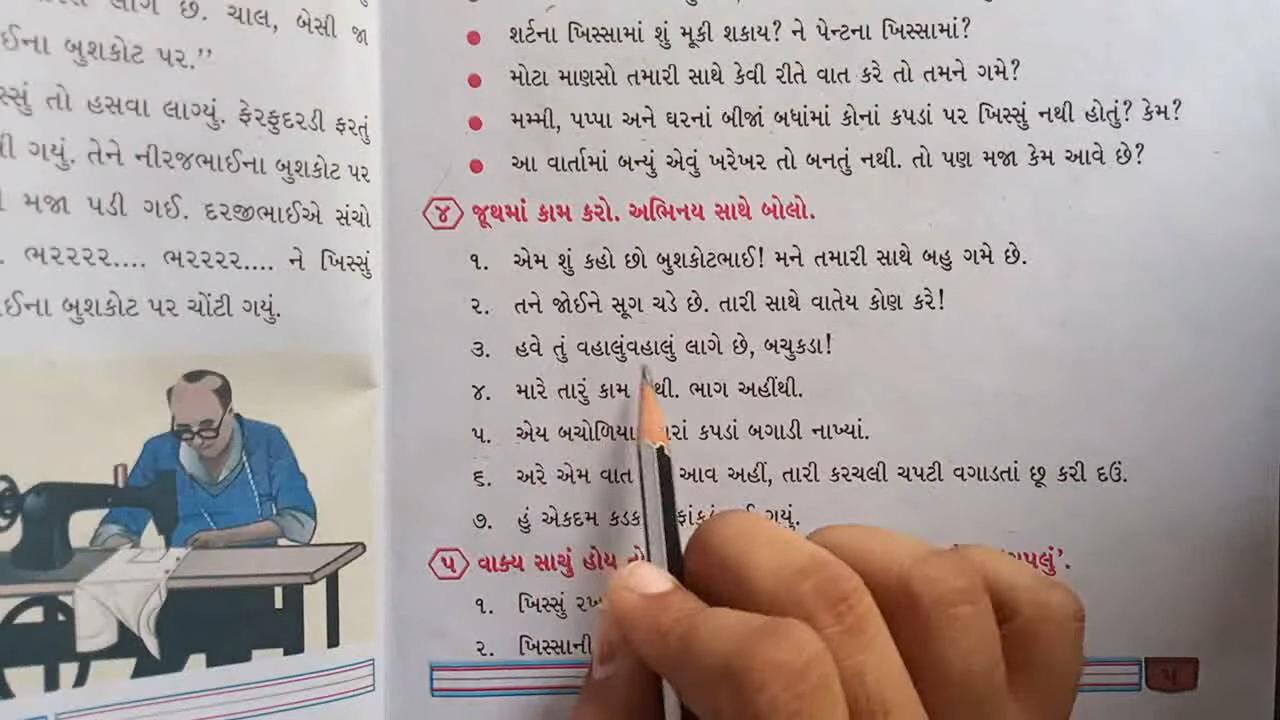 લાગે છે. ચાલ, બેસી જા
ઈના બુશકોટ પર.”
સ્સું તો હસવા લાગ્યું. ફેરફુદરડી ફરતું
ગયું. તેને નીરજભાઈના બુશકોટ પર
મજા પડી ગઈ. દરજીભાઈએ સંચો
ભરરરરર.... ભરરરરર.... ને ખિસ્સું
ઈના બુશકોટ પર ચોંટી ગયું.
● શર્ટના ખિસ્સામાં શું મૂકી શકાય? ને પેન્ટના ખિસ્સામાં?
● મોટા માણસો તમારી સાથે કેવી રીતે વાત કરે તો તમને ગમે?
● મમ્મી, પપ્પા અને ઘરનાં બીજાં બધાંમાં કોનાં કપડાં પર ખિસ્સું નથી હોતું? કેમ?
● આ વાર્તામાં બન્યું એવું ખરેખર તો બનતું નથી. તો પણ મજા કેમ આવે છે?
૪ જૂથમાં કામ કરો. અભિનય સાથે બોલો.
૧. એમ શું કહો છો બુશકોટભાઈ! મને તમારી સાથે બહુ ગમે છે.
૨. તને જોઈને સૂગ ચડે છે. તારી સાથે વાતેય કોણ કરે!
૩. હવે તું વહાલુંવહાલું લાગે છે, બચુકડા!
૪. મારે તારું કામ થી. ભાગ અહીંથી.
૫. એય બચોળિયા રાં કપડાં બગાડી નાખ્યાં.
૬. અરે એમ વાત આવ અહીં, તારી કરચલી ચપટી વગાડતાં છૂ કરી દઉં.
૭. હું એકદમ કડક ગયું.
૫ વાક્ય સાચું હોય તો પલું’.
૧. ખિસ્સું
૨. ખિસ્સાની
૫